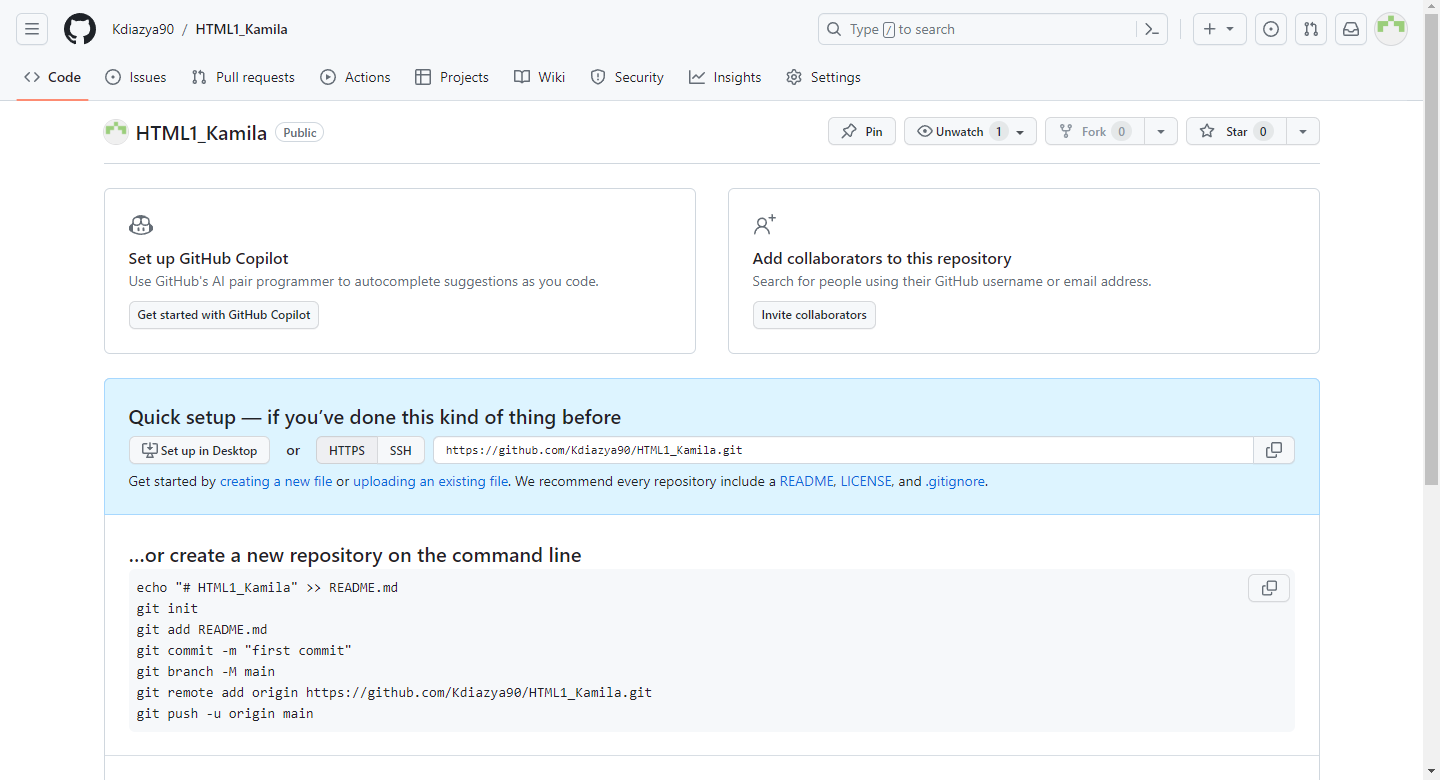 Kdiazya90 / HTML1_Kamila
Type / to search
Code Issues Pull requests Actions Projects Wiki Security Insights Settings
HTML1_Kamila Public
Pin Unwatch 1 Fork 0 Star 0
Set up GitHub Copilot
Use GitHub's AI pair programmer to autocomplete suggestions as you code.
Get started with GitHub Copilot
Add collaborators to this repository
Search for people using their GitHub username or email address.
Invite collaborators
Quick setup — if you’ve done this kind of thing before
Set up in Desktop or HTTPS SSH https://github.com/Kdiazya90/HTML1_Kamila.git
Get started by creating a new file or uploading an existing file. We recommend every repository include a README, LICENSE, and .gitignore.
…or create a new repository on the command line
echo "# HTML1_Kamila" >> README.md
git init
git add README.md
git commit -m "first commit"
git branch -M main
git remote add origin https://github.com/Kdiazya90/HTML1_Kamila.git
git push -u origin main